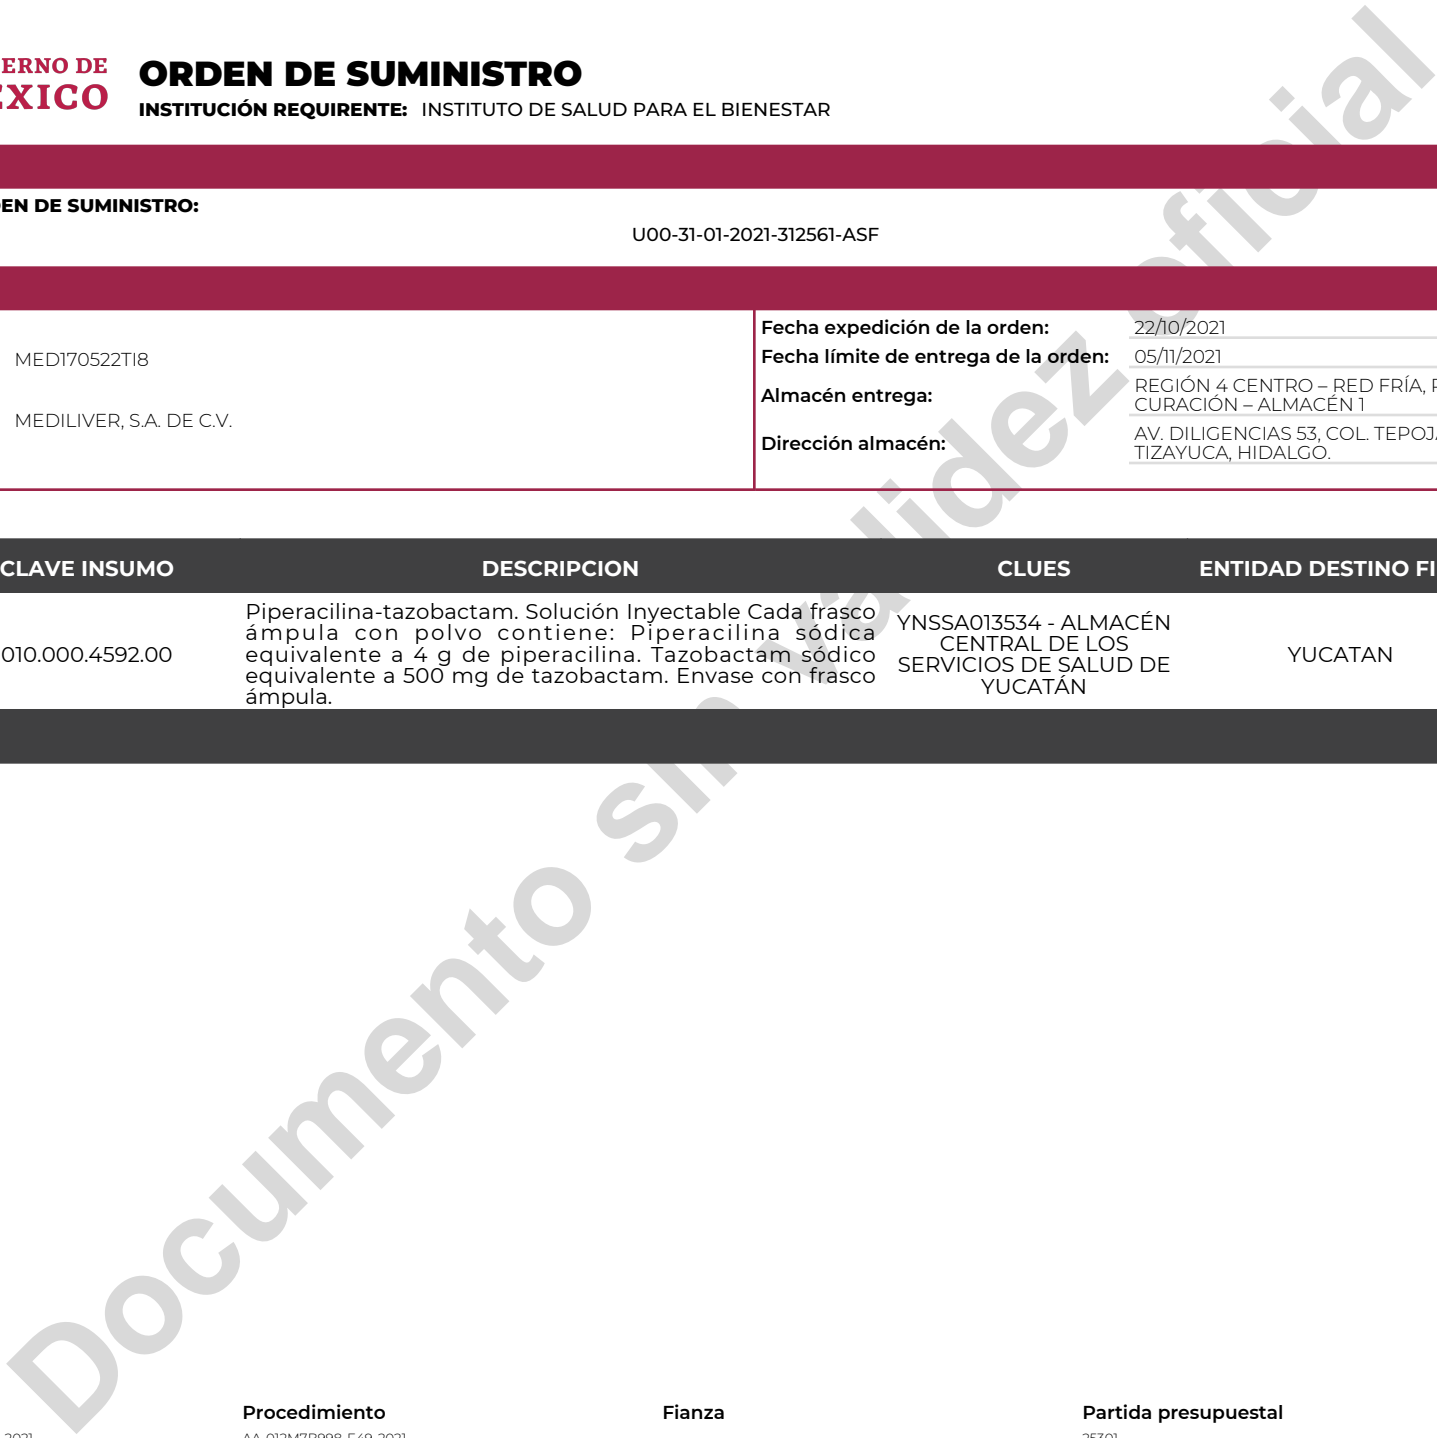 ERNO DE
EXICO
ORDEN DE SUMINISTRO
INSTITUCIÓN REQUIRENTE: INSTITUTO DE SALUD PARA EL BIENESTAR
EN DE SUMINISTRO:
U00-31-01-2021-312561-ASF
MED170522TI8
MEDILIVER, S.A. DE C.V.
Fecha expedición de la orden: 22/10/2021
Fecha límite de entrega de la orden: 05/11/2021
Almacén entrega: REGIÓN 4 CENTRO – RED FRÍA,
CURACIÓN – ALMACÉN 1
Dirección almacén: AV. DILIGENCIAS 53, COL. TEPOJ
TIZAYUCA, HIDALGO.
CLAVE INSUMO DESCRIPCION CLUES ENTIDAD DESTINO FI
010.000.4592.00
Piperacilina-tazobactam. Solución Inyectable Cada frasco
ámpula con polvo contiene: Piperacilina sódica
equivalente a 4 g de piperacilina. Tazobactam sódico
equivalente a 500 mg de tazobactam. Envase con frasco
ámpula.
YNSSA013534 - ALMACÉN
CENTRAL DE LOS
SERVICIOS DE SALUD DE
YUCATÁN
YUCATAN
Documento sin validez oficial
Procedimiento Fianza Partida presupuestal